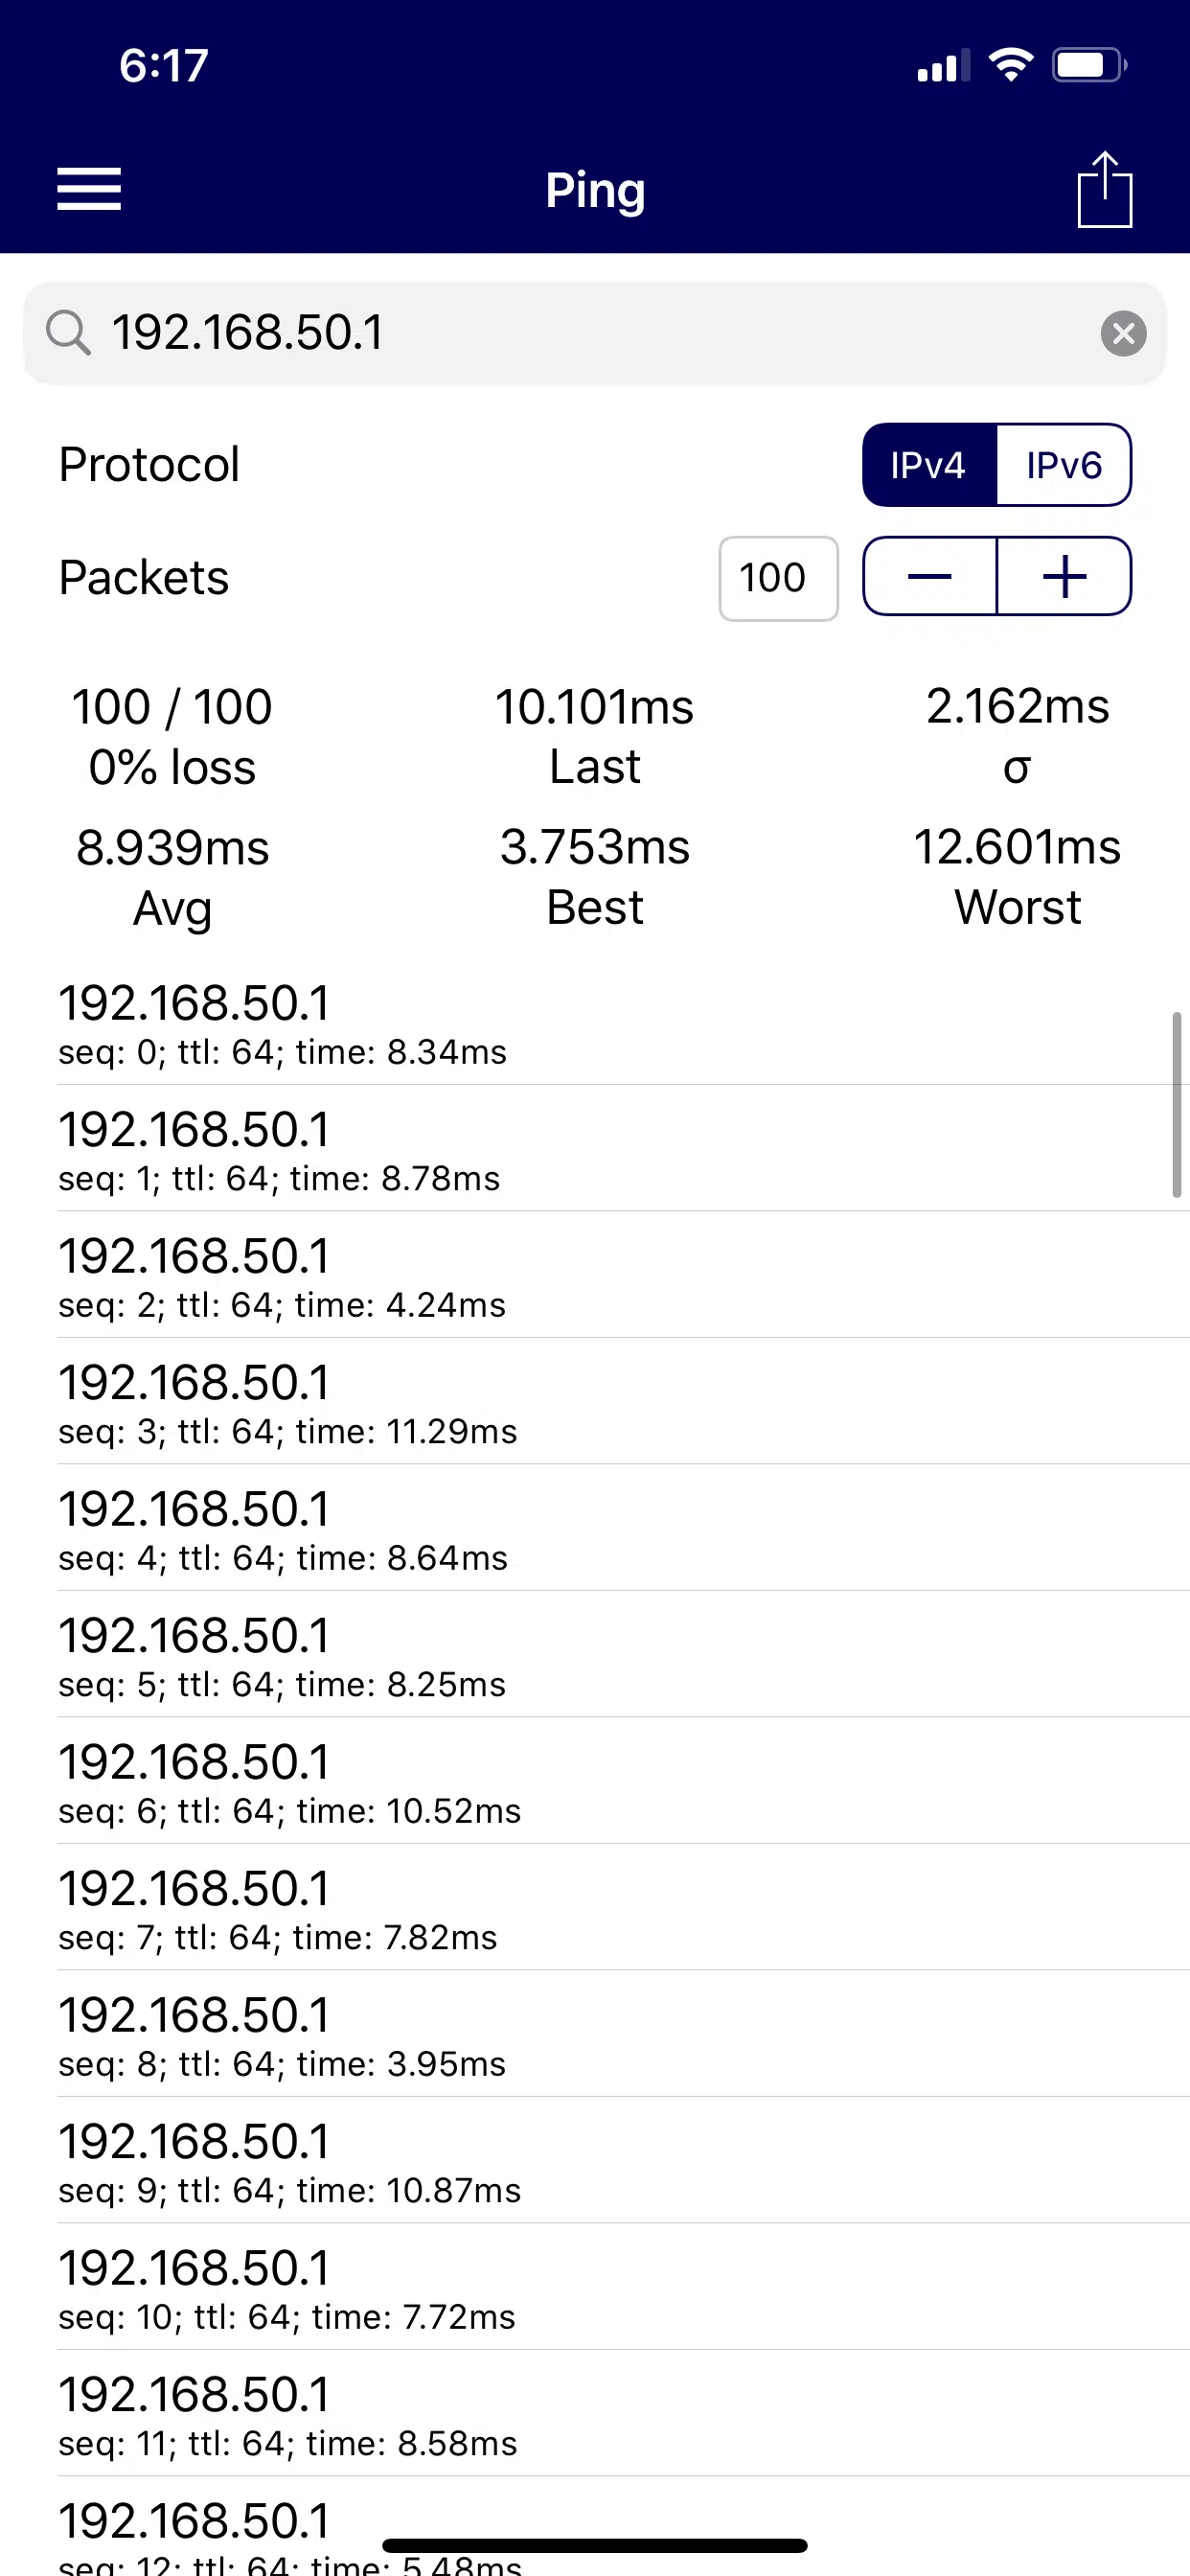 6:17
Ping
192.168.50.1
Protocol
IPv4 IPv6
Packets
100
100 / 100 10.101ms 2.162ms
0% loss Last σ
8.939ms 3.753ms 12.601ms
Avg Best Worst
192.168.50.1
seq: 0; ttl: 64; time: 8.34ms
192.168.50.1
seq: 1; ttl: 64; time: 8.78ms
192.168.50.1
seq: 2; ttl: 64; time: 4.24ms
192.168.50.1
seq: 3; ttl: 64; time: 11.29ms
192.168.50.1
seq: 4; ttl: 64; time: 8.64ms
192.168.50.1
seq: 5; ttl: 64; time: 8.25ms
192.168.50.1
seq: 6; ttl: 64; time: 10.52ms
192.168.50.1
seq: 7; ttl: 64; time: 7.82ms
192.168.50.1
seq: 8; ttl: 64; time: 3.95ms
192.168.50.1
seq: 9; ttl: 64; time: 10.87ms
192.168.50.1
seq: 10; ttl: 64; time: 7.72ms
192.168.50.1
seq: 11; ttl: 64; time: 8.58ms
192.168.50.1
seq: 12; ttl: 64; time: 5.48ms